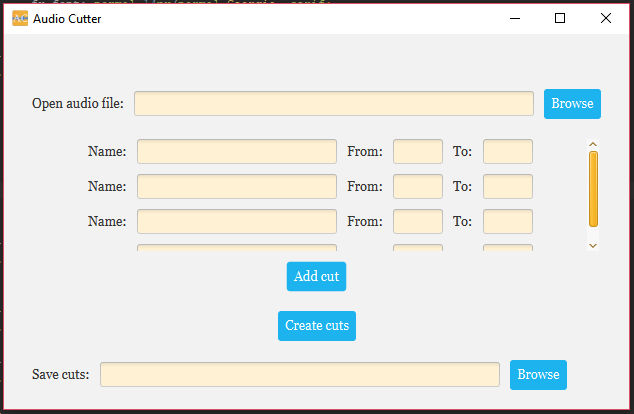 AC Audio Cutter
Open audio file: Browse
Name: From: To:
Name: From: To:
Name: From: To:
Add cut
Create cuts
Save cuts: Browse